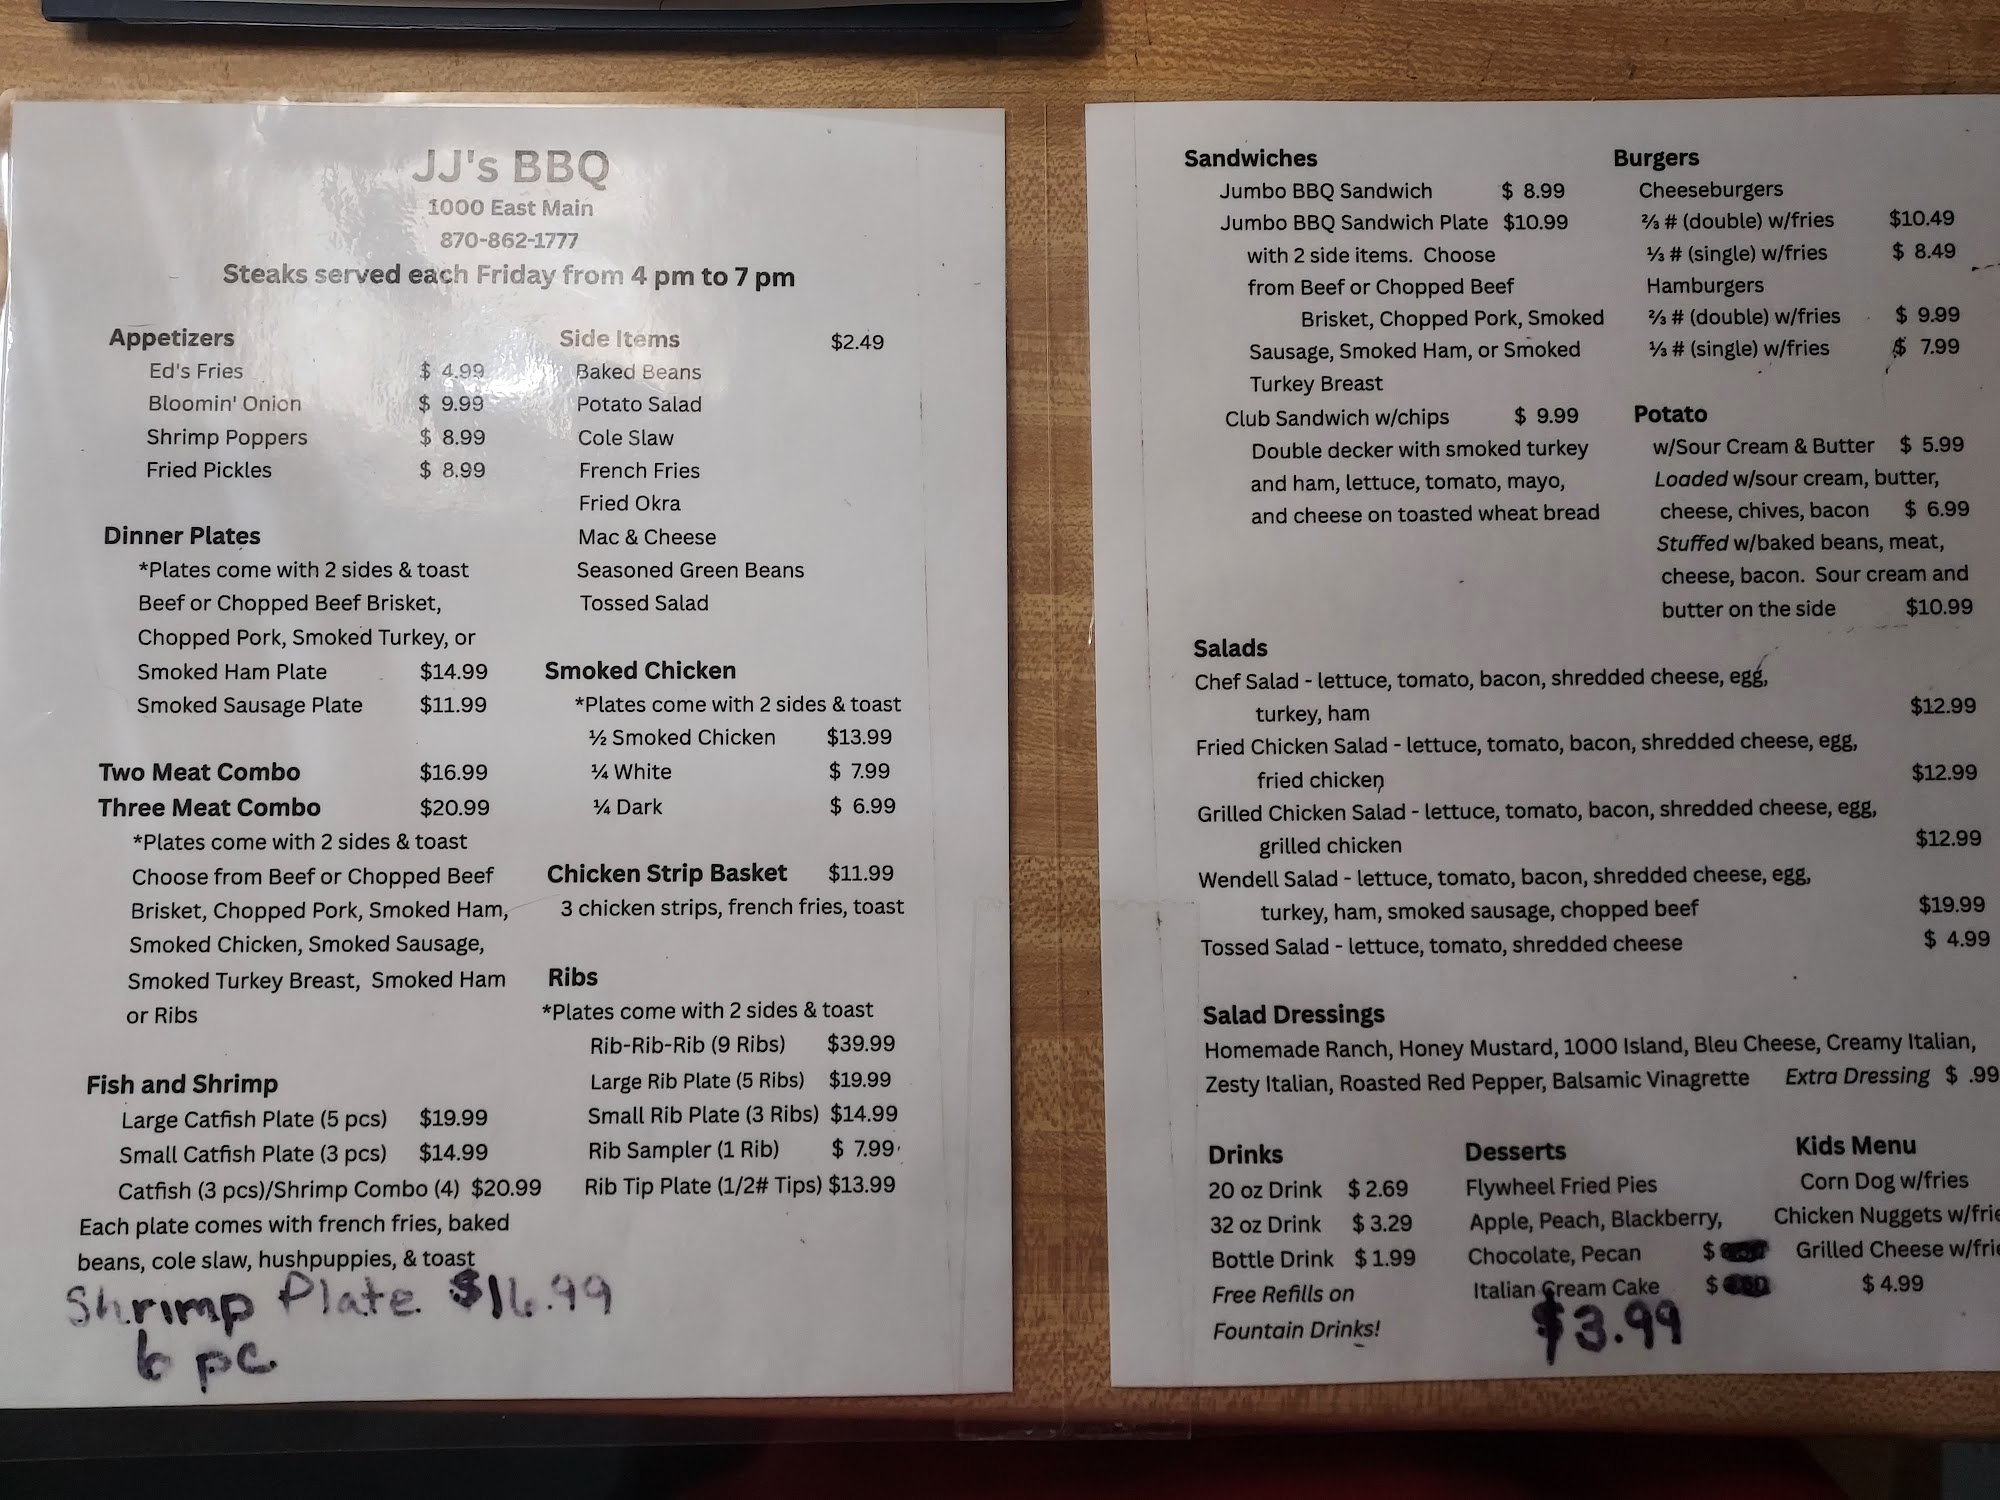 JJ's BBQ
1000 East Main
870-862-1777
Steaks served each Friday from 4 pm to 7 pm
Appetizers
Ed's Fries $ 4.99
Bloomin' Onion $ 9.99
Shrimp Poppers $ 8.99
Fried Pickles $ 8.99
Dinner Plates
*Plates come with 2 sides & toast
Beef or Chopped Beef Brisket,
Chopped Pork, Smoked Turkey, or
Smoked Ham Plate $14.99
Smoked Sausage Plate $11.99
Two Meat Combo $16.99
Three Meat Combo $20.99
*Plates come with 2 sides & toast
Choose from Beef or Chopped Beef
Brisket, Chopped Pork, Smoked Ham,
Smoked Chicken, Smoked Sausage,
Smoked Turkey Breast, Smoked Ham
or Ribs
Fish and Shrimp
Large Catfish Plate (5 pcs) $19.99
Small Catfish Plate (3 pcs) $14.99
Catfish (3 pcs)/Shrimp Combo (4) $20.99
Each plate comes with french fries, baked
beans, cole slaw, hushpuppies, & toast
Shrimp Plate $16.99
6 pc.
Side Items $2.49
Baked Beans
Potato Salad
Cole Slaw
French Fries
Fried Okra
Mac & Cheese
Seasoned Green Beans
Tossed Salad
Smoked Chicken
*Plates come with 2 sides & toast
½ Smoked Chicken $13.99
¼ White $ 7.99
¼ Dark $ 6.99
Chicken Strip Basket $11.99
3 chicken strips, french fries, toast
Ribs
*Plates come with 2 sides & toast
Rib-Rib-Rib (9 Ribs) $39.99
Large Rib Plate (5 Ribs) $19.99
Small Rib Plate (3 Ribs) $14.99
Rib Sampler (1 Rib) $ 7.99
Rib Tip Plate (1/2# Tips) $13.99
Sandwiches
Jumbo BBQ Sandwich $ 8.99
Jumbo BBQ Sandwich Plate $10.99
with 2 side items. Choose
from Beef or Chopped Beef
Brisket, Chopped Pork, Smoked
Sausage, Smoked Ham, or Smoked
Turkey Breast
Club Sandwich w/chips $ 9.99
Double decker with smoked turkey
and ham, lettuce, tomato, mayo,
and cheese on toasted wheat bread
Burgers
Cheeseburgers
⅔ # (double) w/fries $10.49
⅓ # (single) w/fries $ 8.49
Hamburgers
⅔ # (double) w/fries $ 9.99
⅓ # (single) w/fries $ 7.99
Potato
w/Sour Cream & Butter $ 5.99
Loaded w/sour cream, butter,
cheese, chives, bacon $ 6.99
Stuffed w/baked beans, meat,
cheese, bacon. Sour cream and
butter on the side $10.99
Salads
Chef Salad - lettuce, tomato, bacon, shredded cheese, egg,
turkey, ham $12.99
Fried Chicken Salad - lettuce, tomato, bacon, shredded cheese, egg,
fried chicken $12.99
Grilled Chicken Salad - lettuce, tomato, bacon, shredded cheese, egg,
grilled chicken $12.99
Wendell Salad - lettuce, tomato, bacon, shredded cheese, egg,
turkey, ham, smoked sausage, chopped beef $19.99
Tossed Salad - lettuce, tomato, shredded cheese $ 4.99
Salad Dressings
Homemade Ranch, Honey Mustard, 1000 Island, Bleu Cheese, Creamy Italian,
Zesty Italian, Roasted Red Pepper, Balsamic Vinagrette Extra Dressing $ .99
Drinks
20 oz Drink $ 2.69
32 oz Drink $ 3.29
Bottle Drink $ 1.99
Free Refills on
Fountain Drinks!
Desserts
Flywheel Fried Pies
Apple, Peach, Blackberry,
Chocolate, Pecan $
Italian Cream Cake $
$3.99
Kids Menu
Corn Dog w/fries
Chicken Nuggets w/frie
Grilled Cheese w/frie
$ 4.99